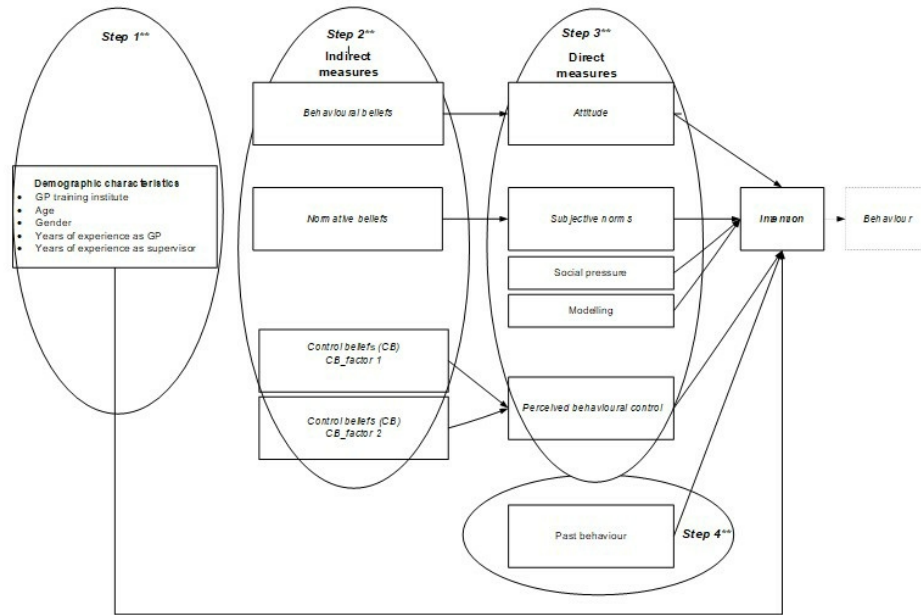 Step 1**
Demographic characteristics
• GP training institute
• Age
• Gender
• Years of experience as GP
• Years of experience as supervisor
Step 2**
Indirect
measures
Behavioural beliefs
Normative beliefs
Control beliefs (CB)
CB_factor 1
Control beliefs (CB)
CB_factor 2
Step 3**
Direct
measures
Attitude
Subjective norms
Social pressure
Modelling
Perceived behavioural control
Past behaviour
Step 4**
Intention
Behaviour